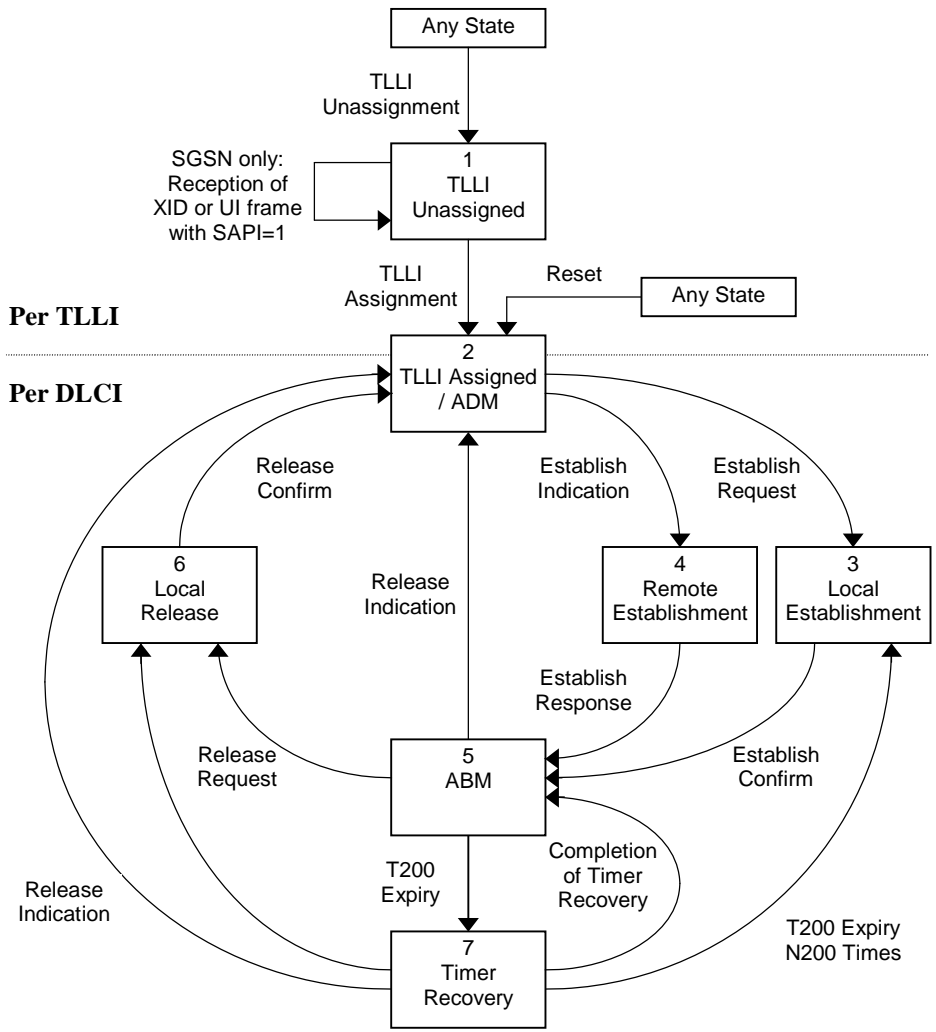 Any State
TLLI
Unassignment
SGSN only:
Reception of
XID or UI frame
with SAPI=1
1
TLLI
Unassigned
TLLI
Assignment
Reset
Any State
Per TLLI
2
TLLI Assigned
/ ADM
Per DLCI
Release
Confirm
Establish
Indication
Establish
Request
6
Local
Release
Release
Indication
4
Remote
Establishment
3
Local
Establishment
Establish
Response
Release
Request
5
ABM
Establish
Confirm
T200
Expiry
Completion
of Timer
Recovery
Release
Indication
T200 Expiry
N200 Times
7
Timer
Recovery